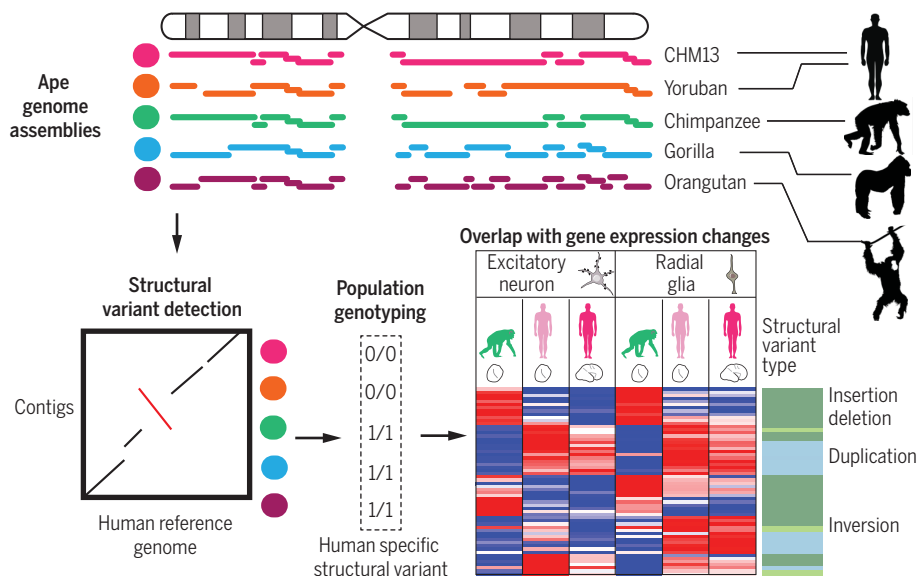 Ape
genome
assemblies
CHM13
Yoruban
Chimpanzee
Gorilla
Orangutan
Structural
variant detection
Contigs
Human reference
genome
Population
genotyping
0/0
0/0
1/1
1/1
1/1
Human specific
structural variant
Overlap with gene expression changes
Excitatory
neuron
Radial
glia
Structural
variant
type
Insertion
deletion
Duplication
Inversion